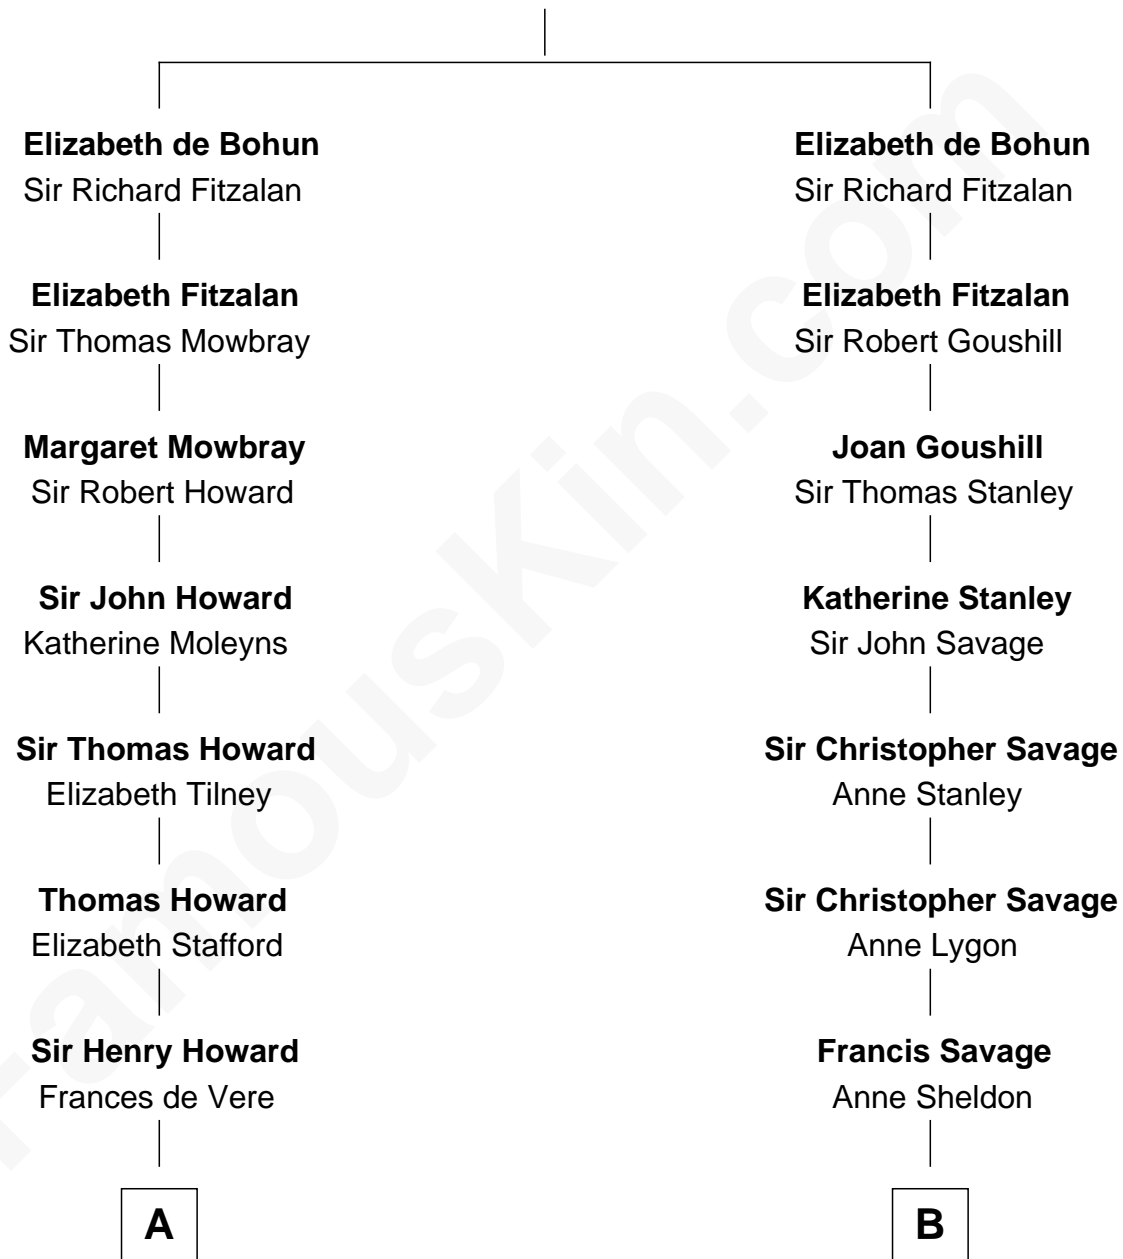 Elizabeth de Bohun
Sir Richard Fitzalan
Elizabeth Fitzalan
Sir Thomas Mowbray
Margaret Mowbray
Sir Robert Howard
Sir John Howard
Katherine Moleyns
Sir Thomas Howard
Elizabeth Tilney
Thomas Howard
Elizabeth Stafford
Sir Henry Howard
Frances de Vere
A
Elizabeth de Bohun
Sir Richard Fitzalan
Elizabeth Fitzalan
Sir Robert Goushill
Joan Goushill
Sir Thomas Stanley
Katherine Stanley
Sir John Savage
Sir Christopher Savage
Anne Stanley
Sir Christopher Savage
Anne Lygon
Francis Savage
Anne Sheldon
B
FamousKin.com